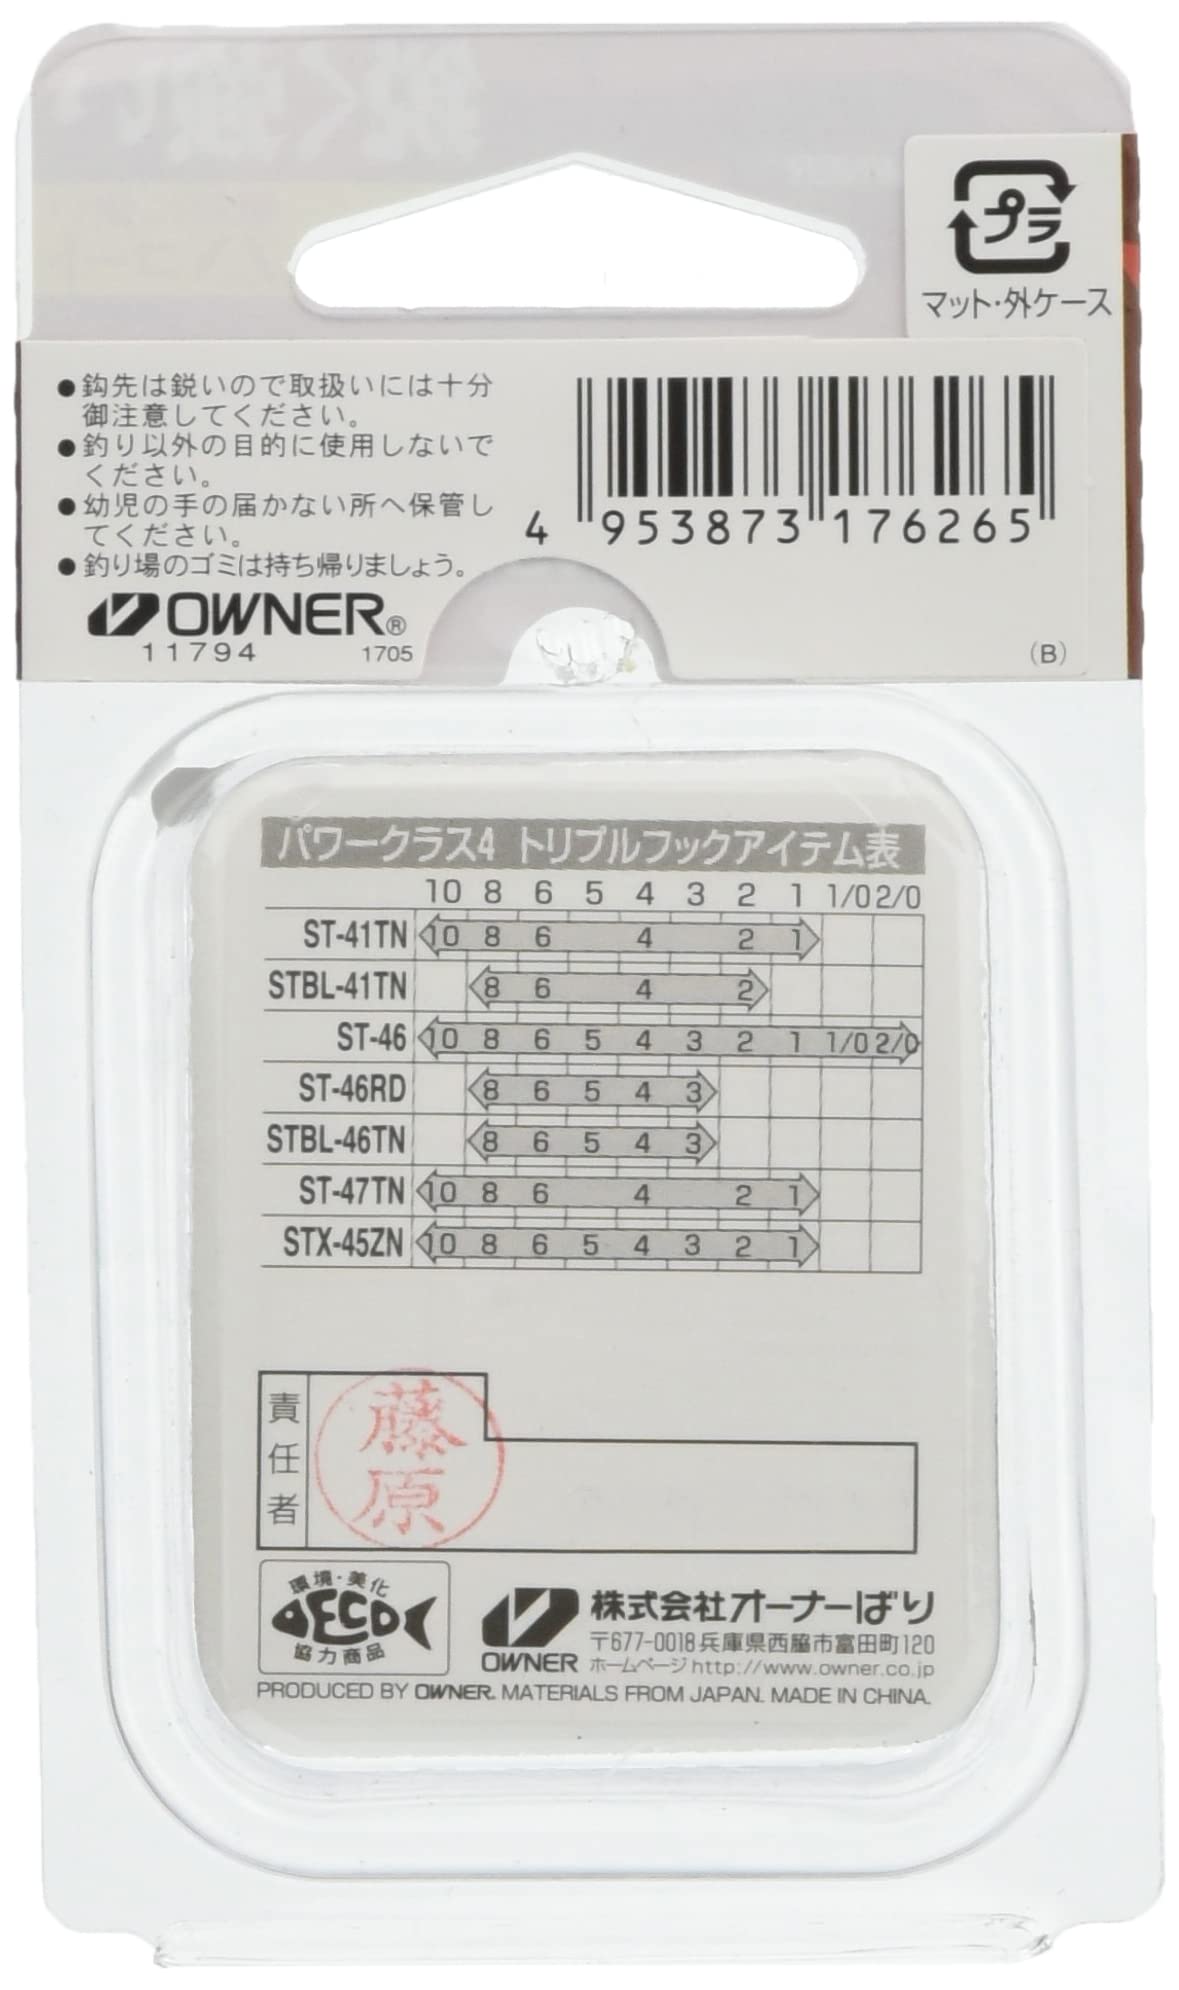 プラ
マット・外ケース
●鈎先は鋭いので取扱いには十分
御注意してください。
●釣り以外の目的に使用しないで
ください。
●幼児の手の届かない所へ保管し
てください。
●釣り場のゴミは持ち帰りましょう。
4 953873 176265
OWNER®
11794 1705
(B)
パワークラス4 トリプルフックアイテム表
10 8 6 5 4 3 2 1 1/0 2/0
ST-41TN 10 8 6 4 2 1
STBL-41TN 8 6 4 2
ST-46 10 8 6 5 4 3 2 1 1/0 2/0
ST-46RD 8 6 5 4 3
STBL-46TN 8 6 5 4 3
ST-47TN 10 8 6 4 2 1
STX-45ZN 10 8 6 5 4 3 2 1
責任者
藤原
環境・美化
ECO
協力商品
OWNER
株式会社オーナーばり
〒677-0018兵庫県西脇市富田町120
ホームページhttp://www.owner.co.jp
PRODUCED BY OWNER. MATERIALS FROM JAPAN. MADE IN CHINA.